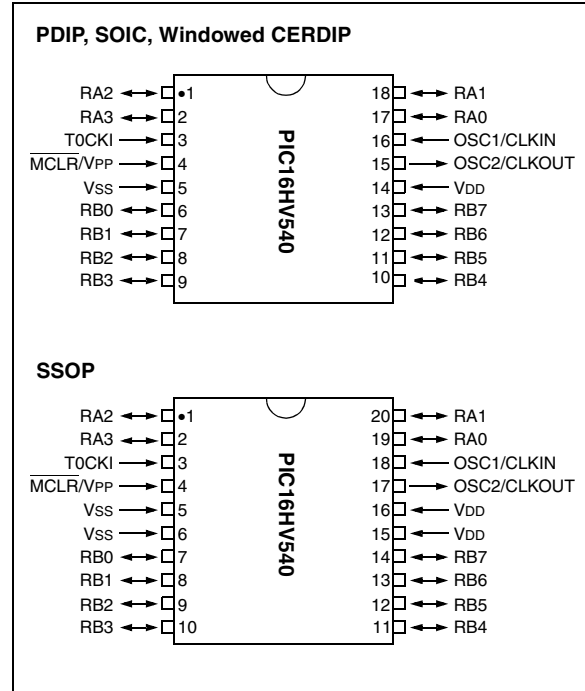 PDIP, SOIC, Windowed CERDIP
RA2 •1 18 RA1
RA3 2 17 RA0
T0CKI 3 16 OSC1/CLKIN
MCLR/VPP 4 15 OSC2/CLKOUT
VSS 5 14 VDD
RB0 6 13 RB7
RB1 7 12 RB6
RB2 8 11 RB5
RB3 9 10 RB4
PIC16HV540
SSOP
RA2 •1 20 RA1
RA3 2 19 RA0
T0CKI 3 18 OSC1/CLKIN
MCLR/VPP 4 17 OSC2/CLKOUT
VSS 5 16 VDD
VSS 6 15 VDD
RB0 7 14 RB7
RB1 8 13 RB6
RB2 9 12 RB5
RB3 10 11 RB4
PIC16HV540